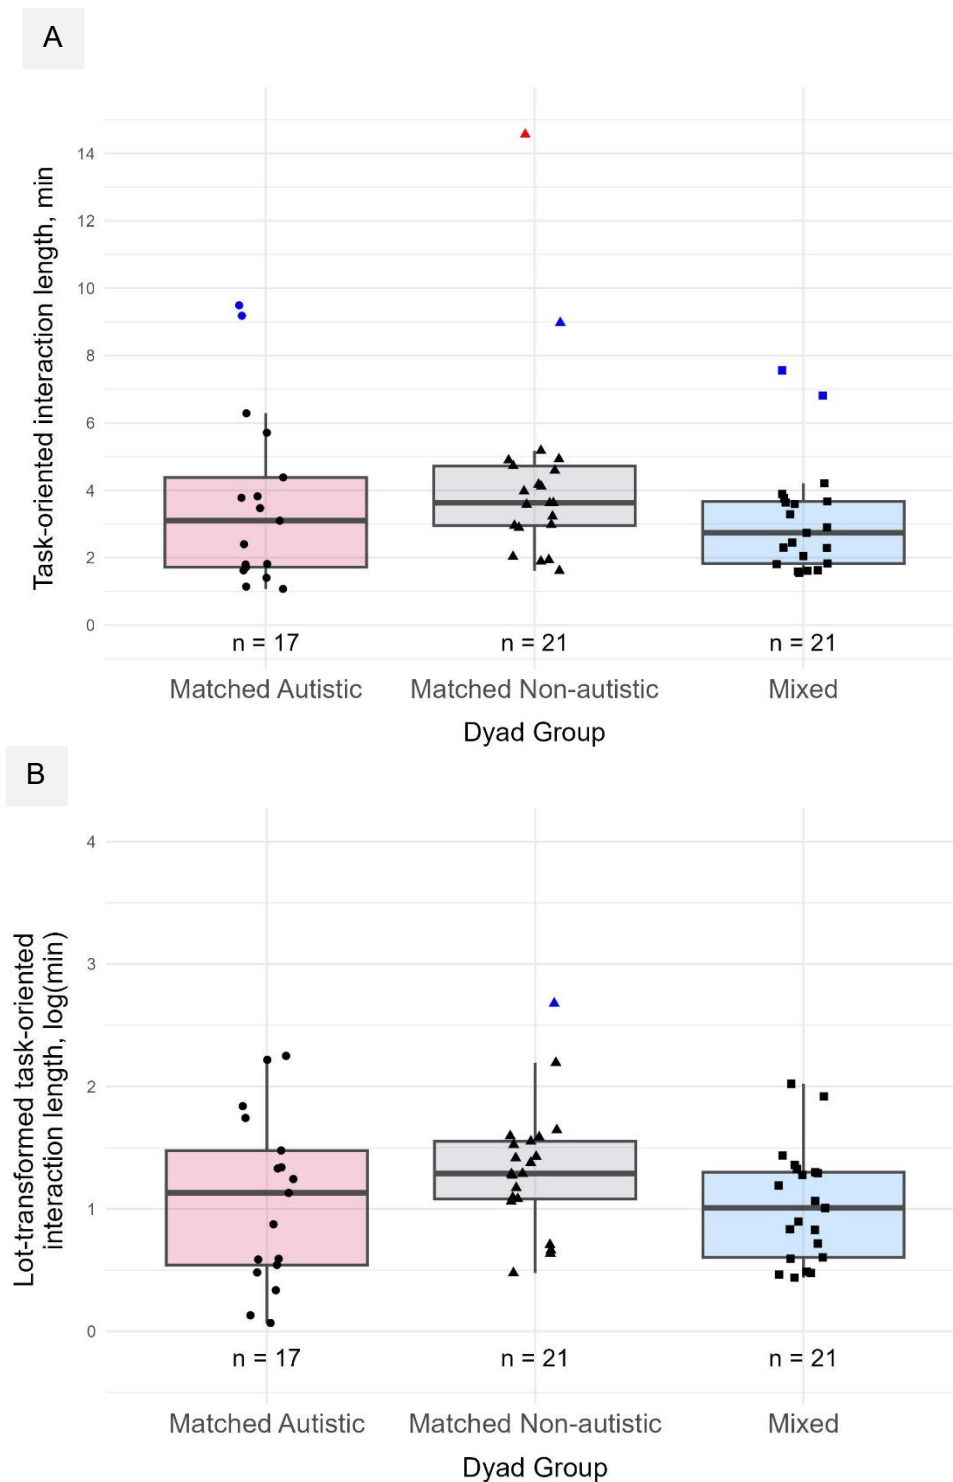 A
Task-oriented interaction length, min
14
12
10
8
6
4
2
0
n = 17
n = 21
n = 21
Matched Autistic
Matched Non-autistic
Mixed
Dyad Group
B
Lot-transformed task-oriented
interaction length, log(min)
4
3
2
1
0
n = 17
n = 21
n = 21
Matched Autistic
Matched Non-autistic
Mixed
Dyad Group